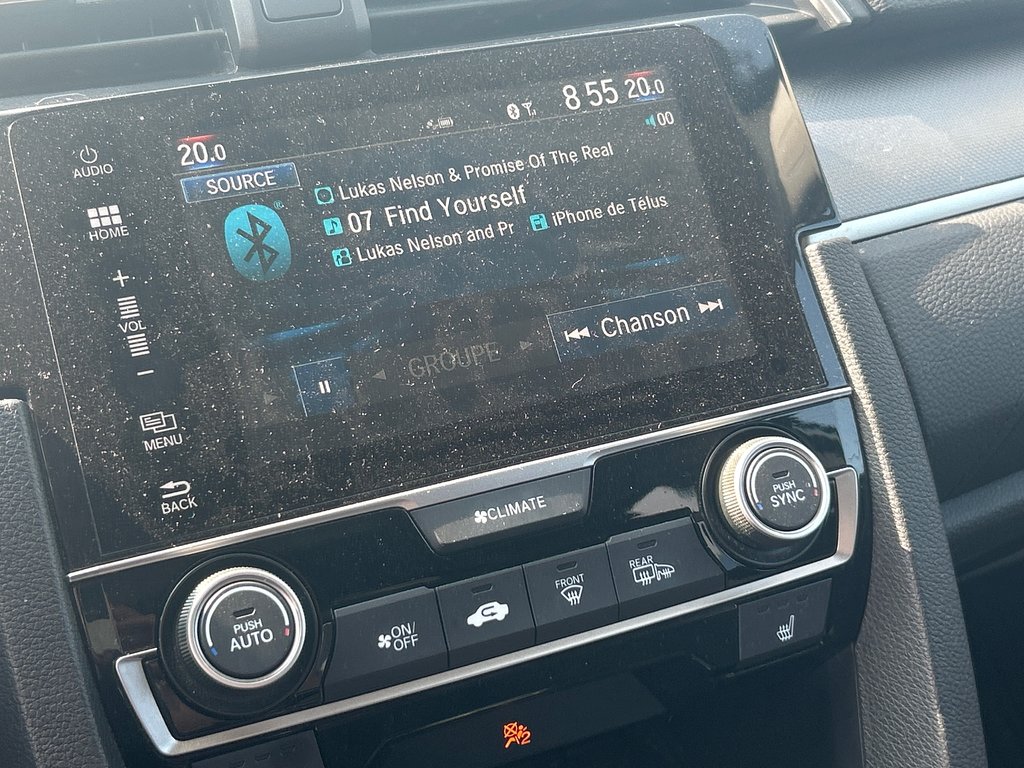 AUDIO
HOME
+
VOL
−
MENU
BACK
8:55
20.0
20.0
00
SOURCE
Lukas Nelson & Promise Of The Real
07 Find Yourself
Lukas Nelson and Pr
iPhone de Télus
GROUPE
Chanson
CLIMATE
PUSH
SYNC
PUSH
AUTO
ON/
OFF
FRONT
REAR
2